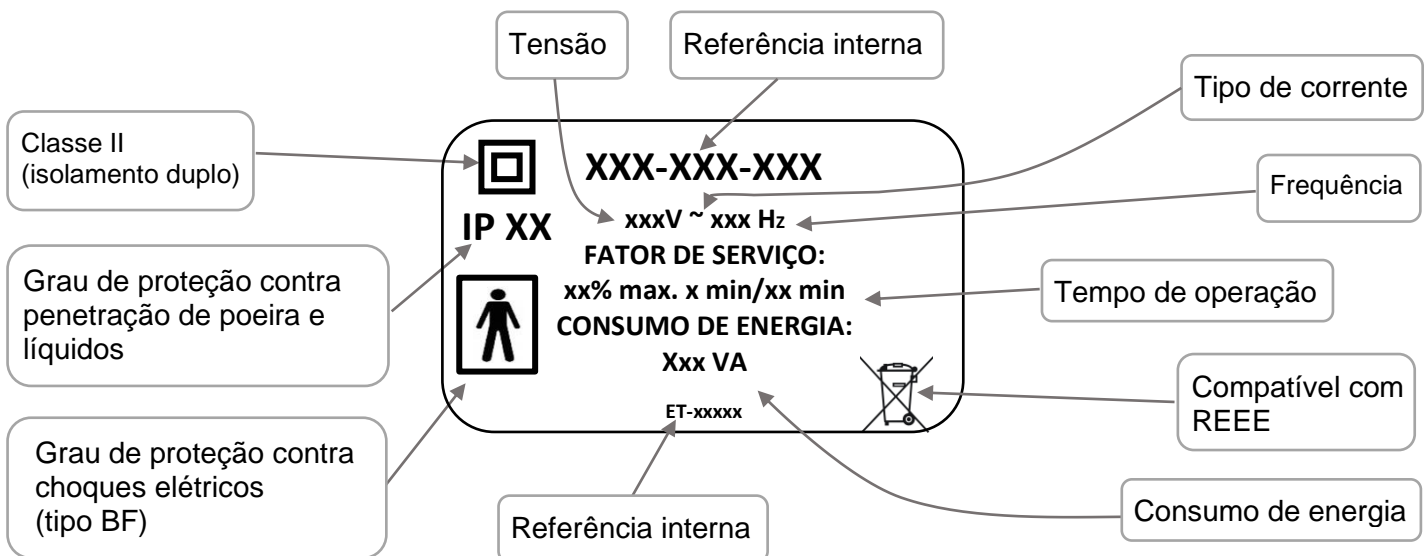 Tensão
Referência interna
Tipo de corrente
Classe II
(isolamento duplo)
XXX-XXX-XXX
Frequência
IP XX
xxxV ~ xxx Hz
FATOR DE SERVIÇO:
Grau de proteção contra
penetração de poeira e
líquidos
xx% max. x min/xx min
Tempo de operação
CONSUMO DE ENERGIA:
Xxx VA
Compatível com
REEE
ET-xxxxx
Grau de proteção contra
choques elétricos
(tipo BF)
Referência interna
Consumo de energia